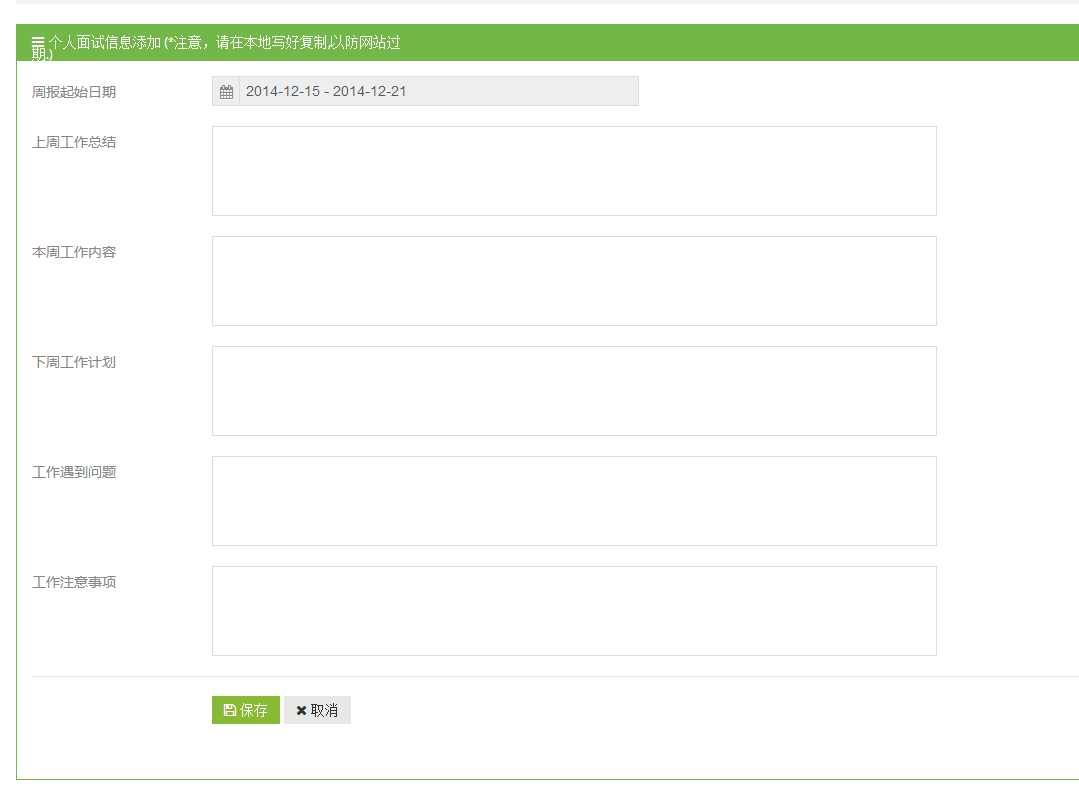 个人面试信息添加 (*注意，请在本地写好复制,以防网站过
期.)
周报起始日期
2014-12-15 - 2014-12-21
上周工作总结
本周工作内容
下周工作计划
工作遇到问题
工作注意事项
保存
取消